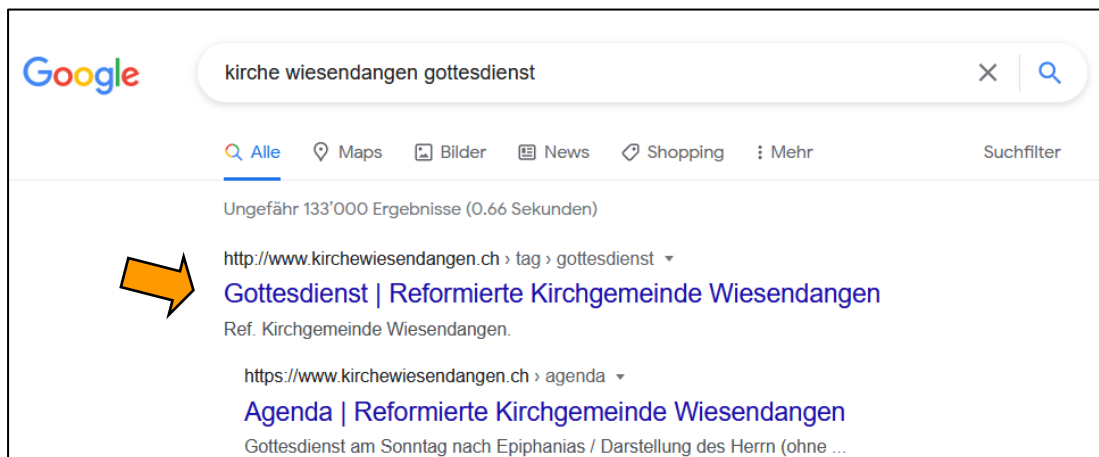 Google kirche wiesendangen gottesdienst
Alle Maps Bilder News Shopping Mehr Suchfilter
Ungefähr 133'000 Ergebnisse (0.66 Sekunden)
http://www.kirchewiesendangen.ch › tag › gottesdienst
Gottesdienst | Reformierte Kirchgemeinde Wiesendangen
Ref. Kirchgemeinde Wiesendangen.
https://www.kirchewiesendangen.ch › agenda
Agenda | Reformierte Kirchgemeinde Wiesendangen
Gottesdienst am Sonntag nach Epiphanias / Darstellung des Herrn (ohne ...